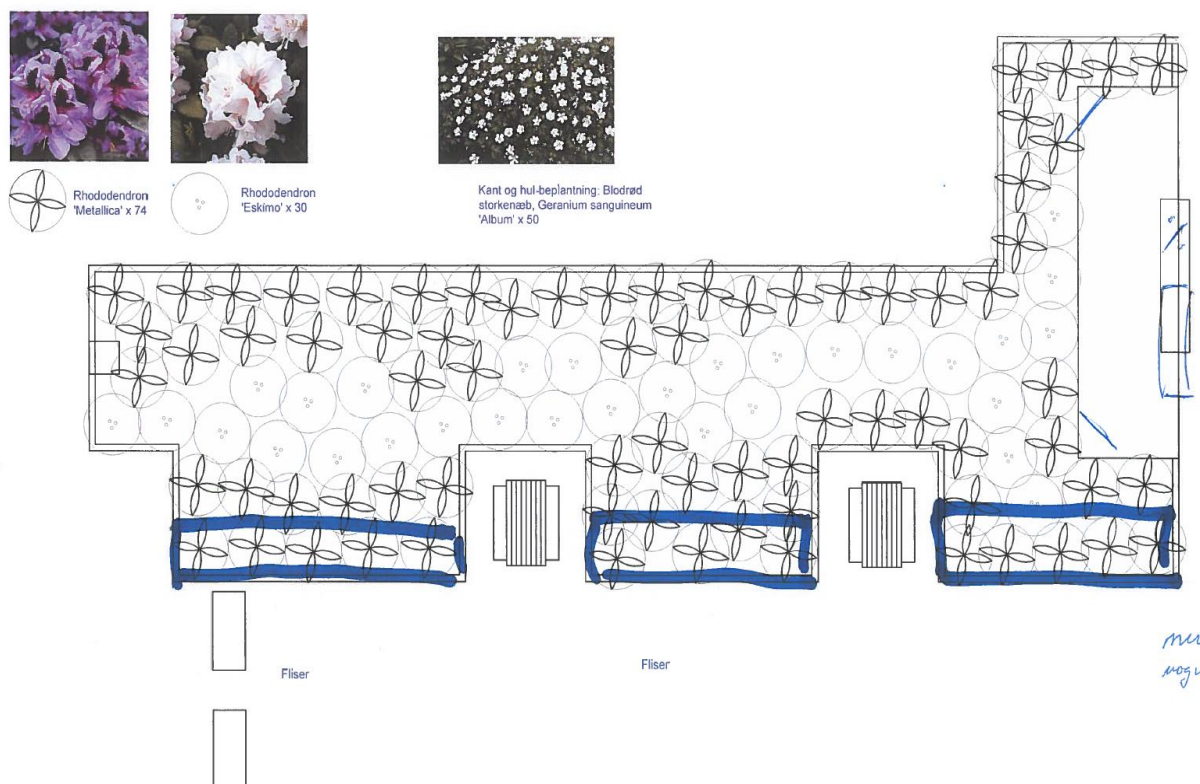 Rhododendron
'Metallica' x 74
Rhododendron
'Eskimo' x 30
Kant og hul-beplantning: Blodrød
storkenæb, Geranium sanguineum
'Album' x 50
Fliser
Fliser